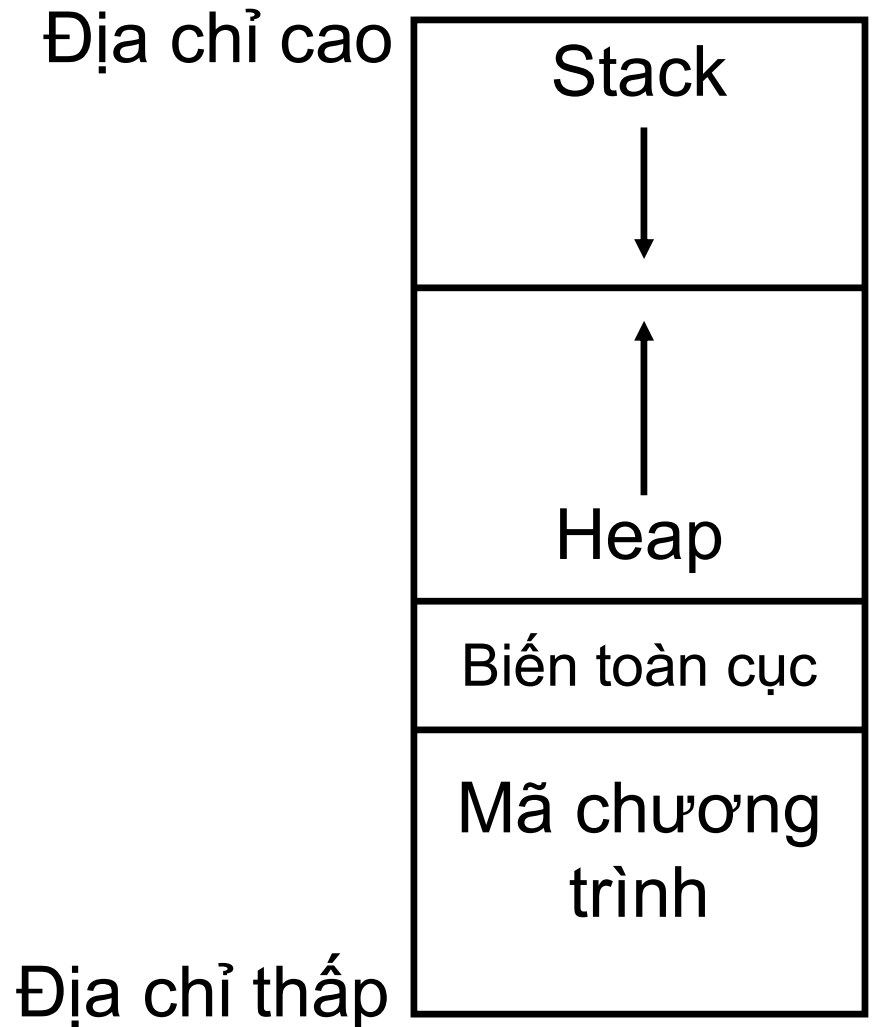 Địa chỉ cao
Stack
Heap
Biến toàn cục
Mã chương
trình
Địa chỉ thấp